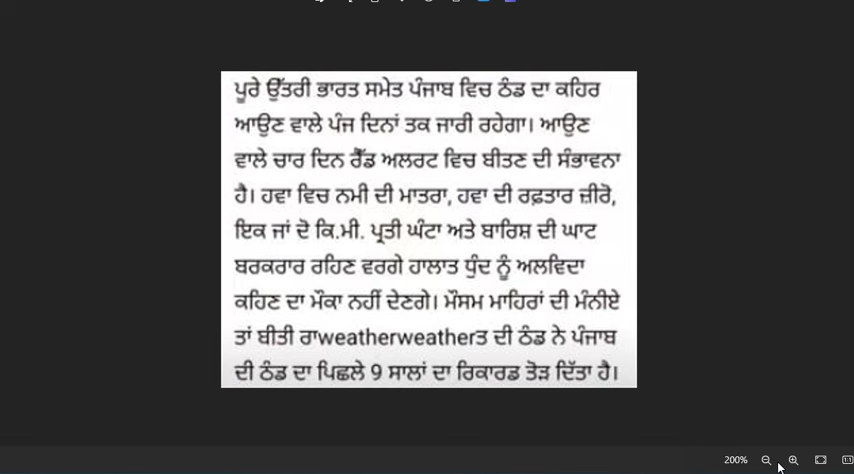 ਪੂਰੇ ਉੱਤਰੀ ਭਾਰਤ ਸਮੇਤ ਪੰਜਾਬ ਵਿਚ ਠੰਡ ਦਾ ਕਹਿਰ
ਆਉਣ ਵਾਲੇ ਪੰਜ ਦਿਨਾਂ ਤਕ ਜਾਰੀ ਰਹੇਗਾ। ਆਉਣ
ਵਾਲੇ ਚਾਰ ਦਿਨ ਰੈੱਡ ਅਲਰਟ ਵਿਚ ਬੀਤਣ ਦੀ ਸੰਭਾਵਨਾ
ਹੈ। ਹਵਾ ਵਿਚ ਨਮੀ ਦੀ ਮਾਤਰਾ, ਹਵਾ ਦੀ ਰਫ਼ਤਾਰ ਜ਼ੀਰੋ,
ਇਕ ਜਾਂ ਦੋ ਕਿ.ਮੀ. ਪ੍ਰਤੀ ਘੰਟਾ ਅਤੇ ਬਾਰਿਸ਼ ਦੀ ਘਾਟ
ਬਰਕਰਾਰ ਰਹਿਣ ਵਰਗੇ ਹਾਲਾਤ ਧੁੰਦ ਨੂੰ ਅਲਵਿਦਾ
ਕਹਿਣ ਦਾ ਮੌਕਾ ਨਹੀਂ ਦੇਣਗੇ। ਮੌਸਮ ਮਾਹਿਰਾਂ ਦੀ ਮੰਨੀਏ
ਤਾਂ ਬੀਤੀ ਰਾweatherweatherਤ ਦੀ ਠੰਡ ਨੇ ਪੰਜਾਬ
ਦੀ ਠੰਡ ਦਾ ਪਿਛਲੇ 9 ਸਾਲਾਂ ਦਾ ਰਿਕਾਰਡ ਤੋੜ ਦਿੱਤਾ ਹੈ।
200%